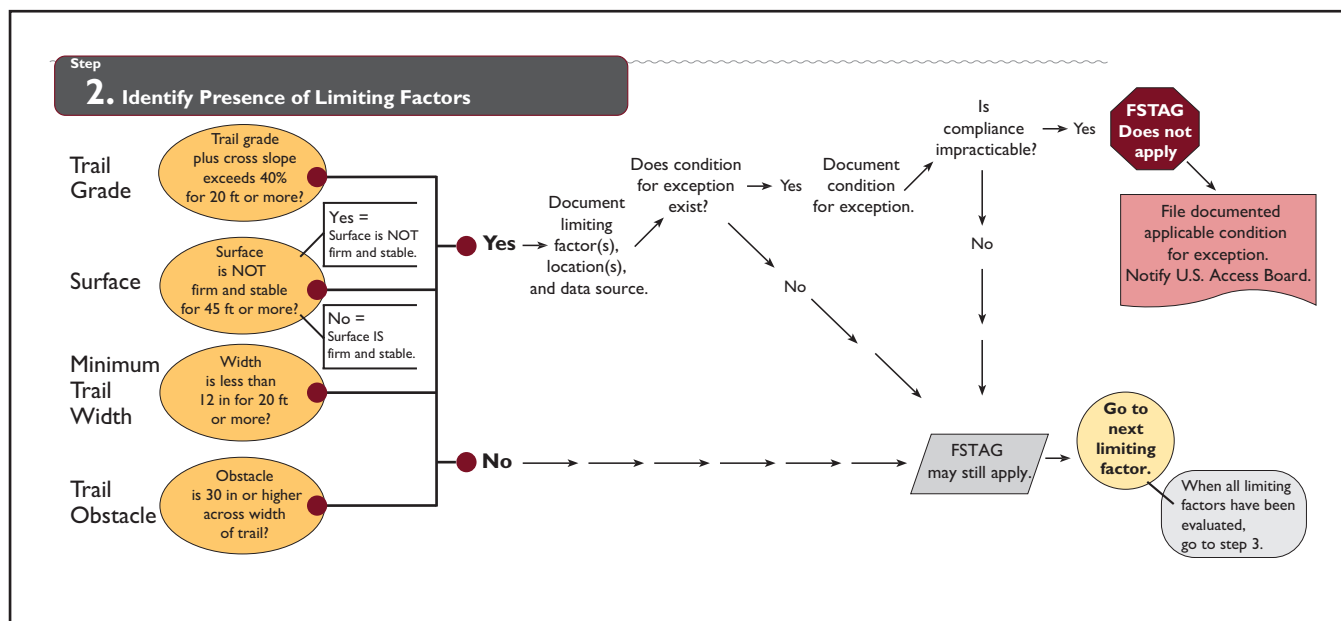 Step
2. Identify Presence of Limiting Factors
Trail
Grade
Trail grade
plus cross slope
exceeds 40%
for 20 ft or more?
Surface
Surface
is NOT
firm and stable
for 45 ft or more?
Yes =
Surface is NOT
firm and stable.
No =
Surface IS
firm and stable.
Minimum
Trail
Width
Width
is less than
12 in for 20 ft
or more?
Trail
Obstacle
Obstacle
is 30 in or higher
across width
of trail?
Yes
Document
limiting
factor(s),
location(s),
and data source.
Does condition
for exception
exist?
Yes
No
Document
condition
for exception.
Is
compliance
impracticable?
Yes
No
FSTAG
Does not
apply
File documented
applicable condition
for exception.
Notify U.S. Access Board.
No
FSTAG
may still apply.
Go to
next
limiting
factor.
When all limiting
factors have been
evaluated,
go to step 3.